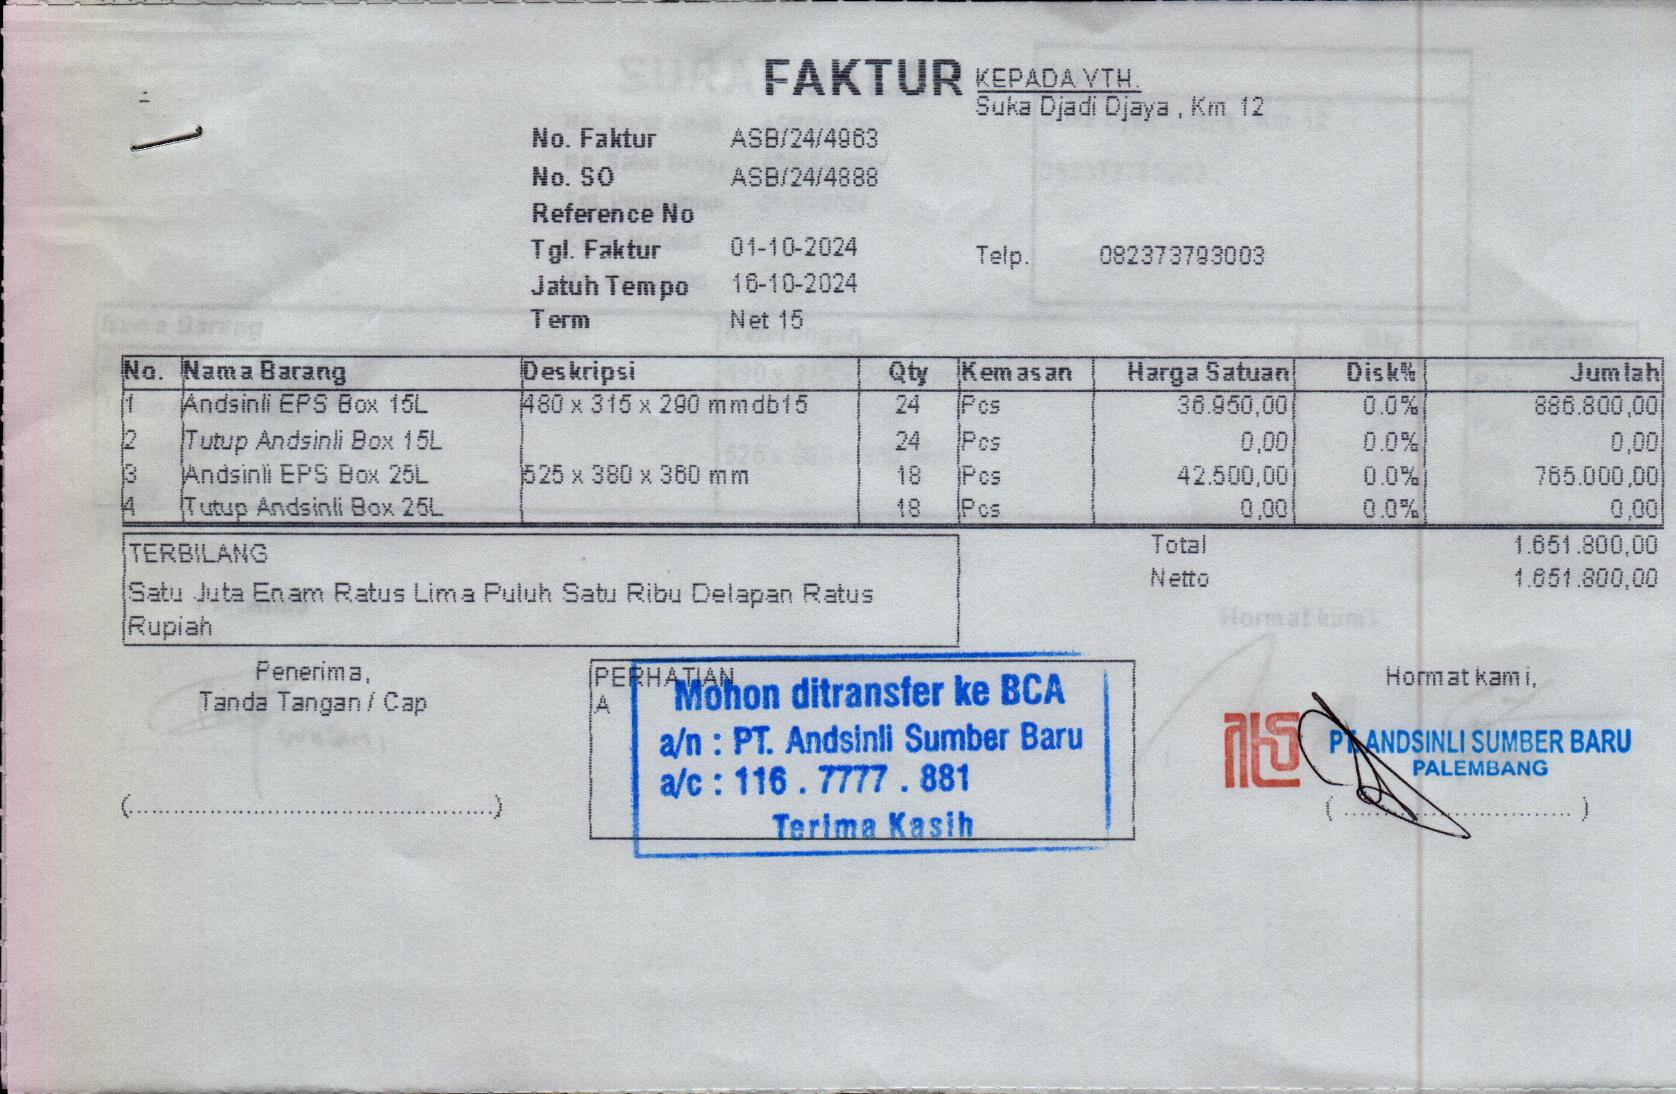 FAKTUR
KEPADA YTH.
Suka Djadi Djaya , Km 12
No. Faktur ASB/24/4963
No. SO ASB/24/4888
Reference No
Tgl. Faktur 01-10-2024
Telp. 082373793003
Jatuh Tempo 16-10-2024
Term Net 15
No. Nama Barang Deskripsi Qty Kemasan Harga Satuan Disk% Jumlah
1 Andsinli EPS Box 15L 480 x 315 x 290 mmdb15 24 Pcs 36.950,00 0.0% 886.800,00
2 Tutup Andsinli Box 15L 24 Pcs 0,00 0.0% 0,00
3 Andsinli EPS Box 25L 525 x 380 x 360 mm 18 Pcs 42.500,00 0.0% 765.000,00
4 Tutup Andsinli Box 25L 18 Pcs 0,00 0.0% 0,00
Total 1.651.800,00
Netto 1.651.800,00
TERBILANG
Satu Juta Enam Ratus Lima Puluh Satu Ribu Delapan Ratus
Rupiah
Penerima,
Tanda Tangan / Cap
(................................................)
PERHATIAN
A
Mohon ditransfer ke BCA
a/n : PT. Andsinli Sumber Baru
a/c : 116 . 7777 . 881
Terima Kasih
Hormat kami,
PT. ANDSINLI SUMBER BARU
PALEMBANG
( ............................. )